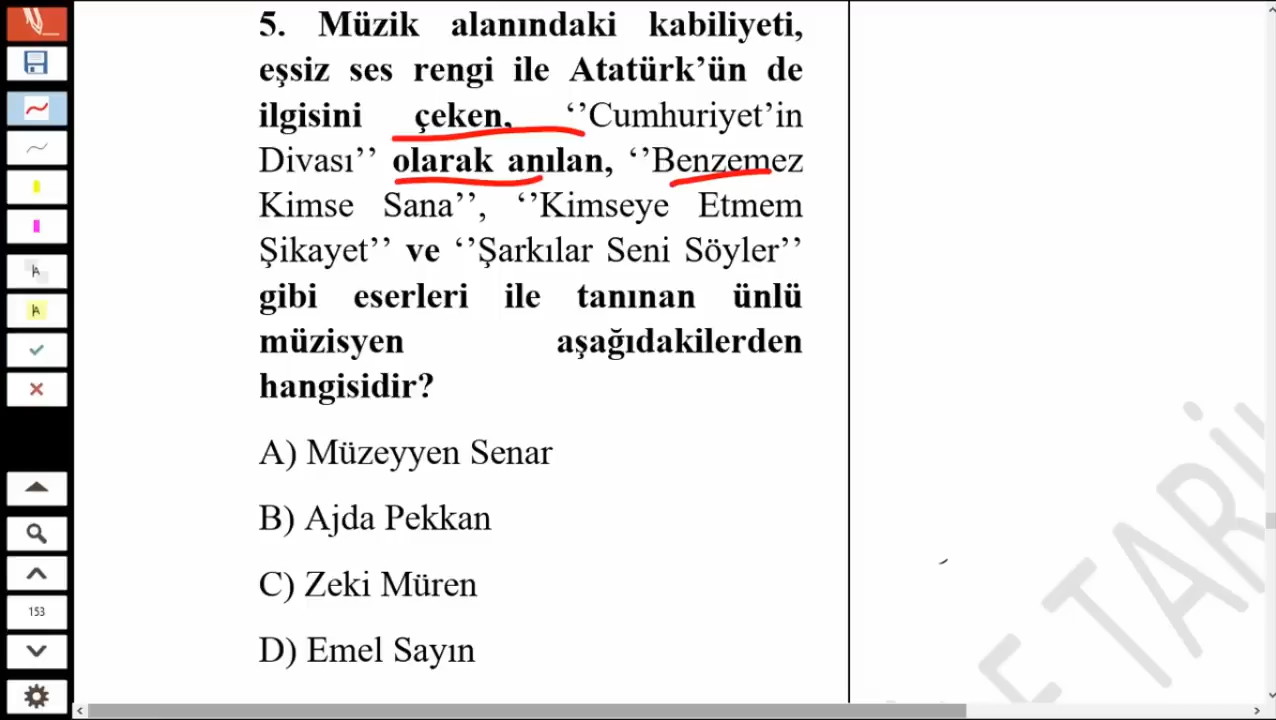 5. Müzik alanındaki kabiliyeti,
eşsiz ses rengi ile Atatürk’ün de
ilgisini çeken, ‘’Cumhuriyet’in
Divası’’ olarak anılan, ‘’Benzemez
Kimse Sana’’, ‘’Kimseye Etmem
Şikayet’’ ve ‘’Şarkılar Seni Söyler’’
gibi eserleri ile tanınan ünlü
müzisyen aşağıdakilerden
hangisidir?
A) Müzeyyen Senar
B) Ajda Pekkan
C) Zeki Müren
D) Emel Sayın
153
E TARİ